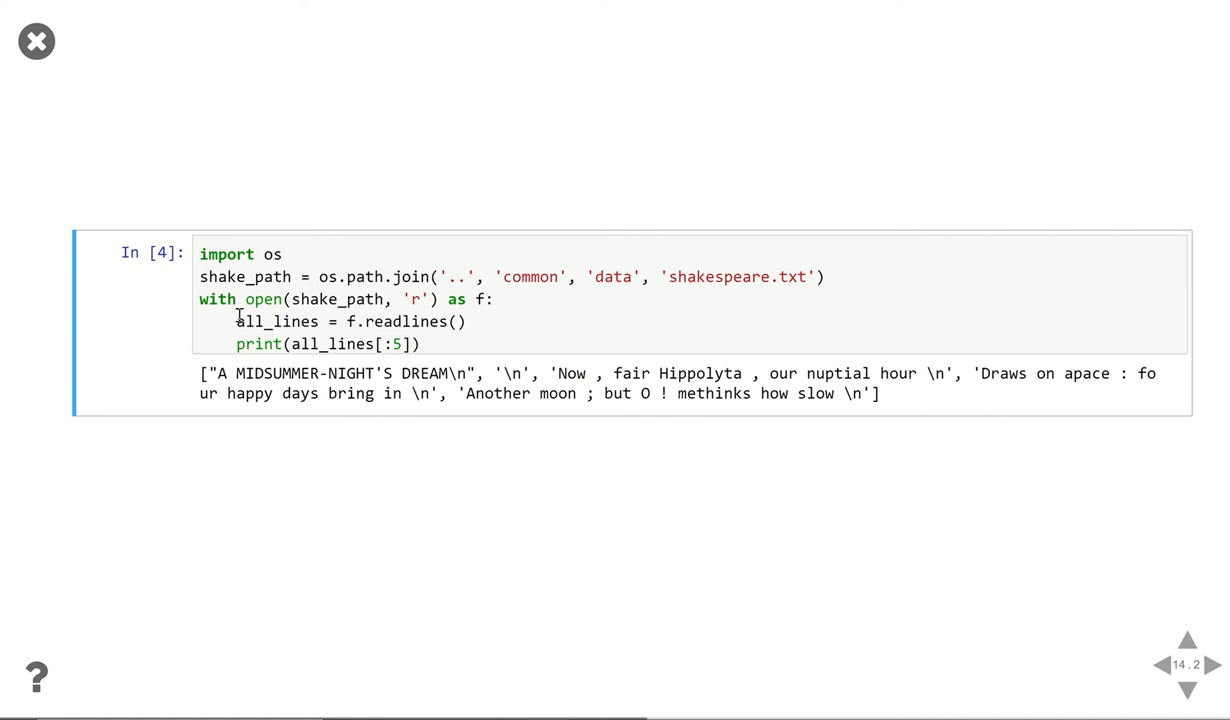 In [4]:
import os
shake_path = os.path.join('..', 'common', 'data', 'shakespeare.txt')
with open(shake_path, 'r') as f:
    all_lines = f.readlines()
    print(all_lines[:5])
["A MIDSUMMER-NIGHT'S DREAM\n", '\n', 'Now , fair Hippolyta , our nuptial hour \n', 'Draws on apace : fo
ur happy days bring in \n', 'Another moon ; but O ! methinks how slow \n']
?
14.2